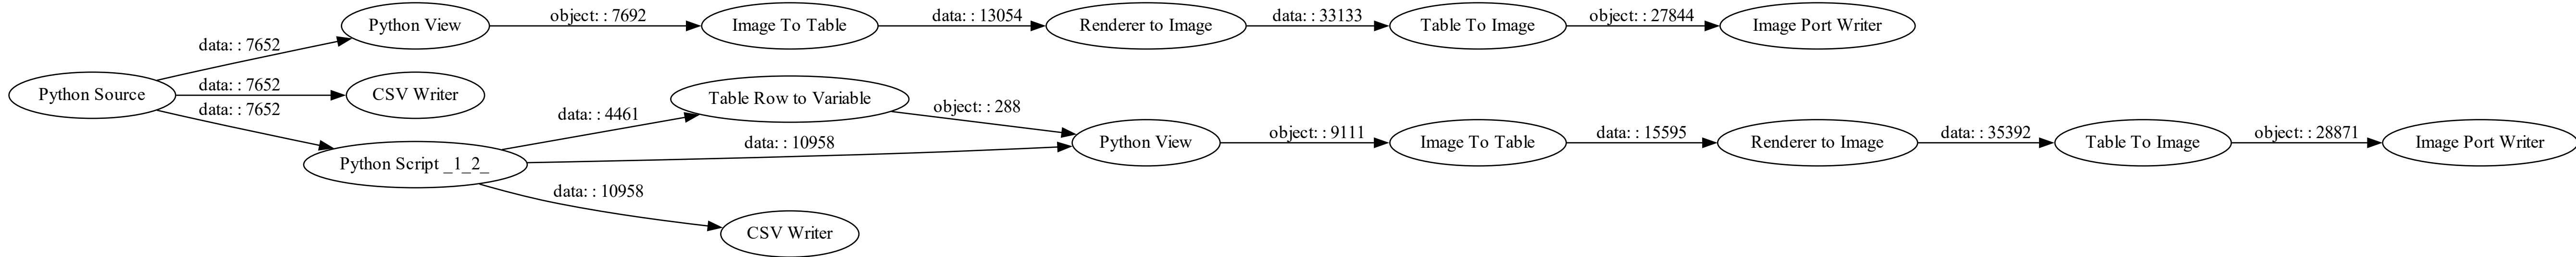 Python View
object: : 7692
Image To Table
data: : 13054
Renderer to Image
data: : 33133
Table To Image
object: : 27844
Image Port Writer
data: : 7652
Python Source
data: : 7652
CSV Writer
data: : 7652
Python Script _1_2_
data: : 4461
Table Row to Variable
object: : 288
data: : 10958
Python View
object: : 9111
Image To Table
data: : 15595
Renderer to Image
data: : 35392
Table To Image
object: : 28871
Image Port Writer
data: : 10958
CSV Writer